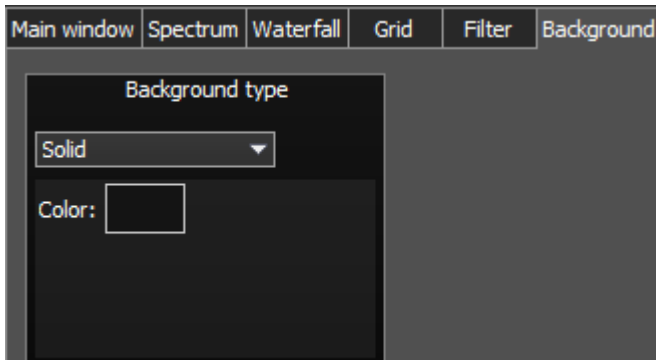 Main window Spectrum Waterfall Grid Filter Background
Background type
Solid
Color: